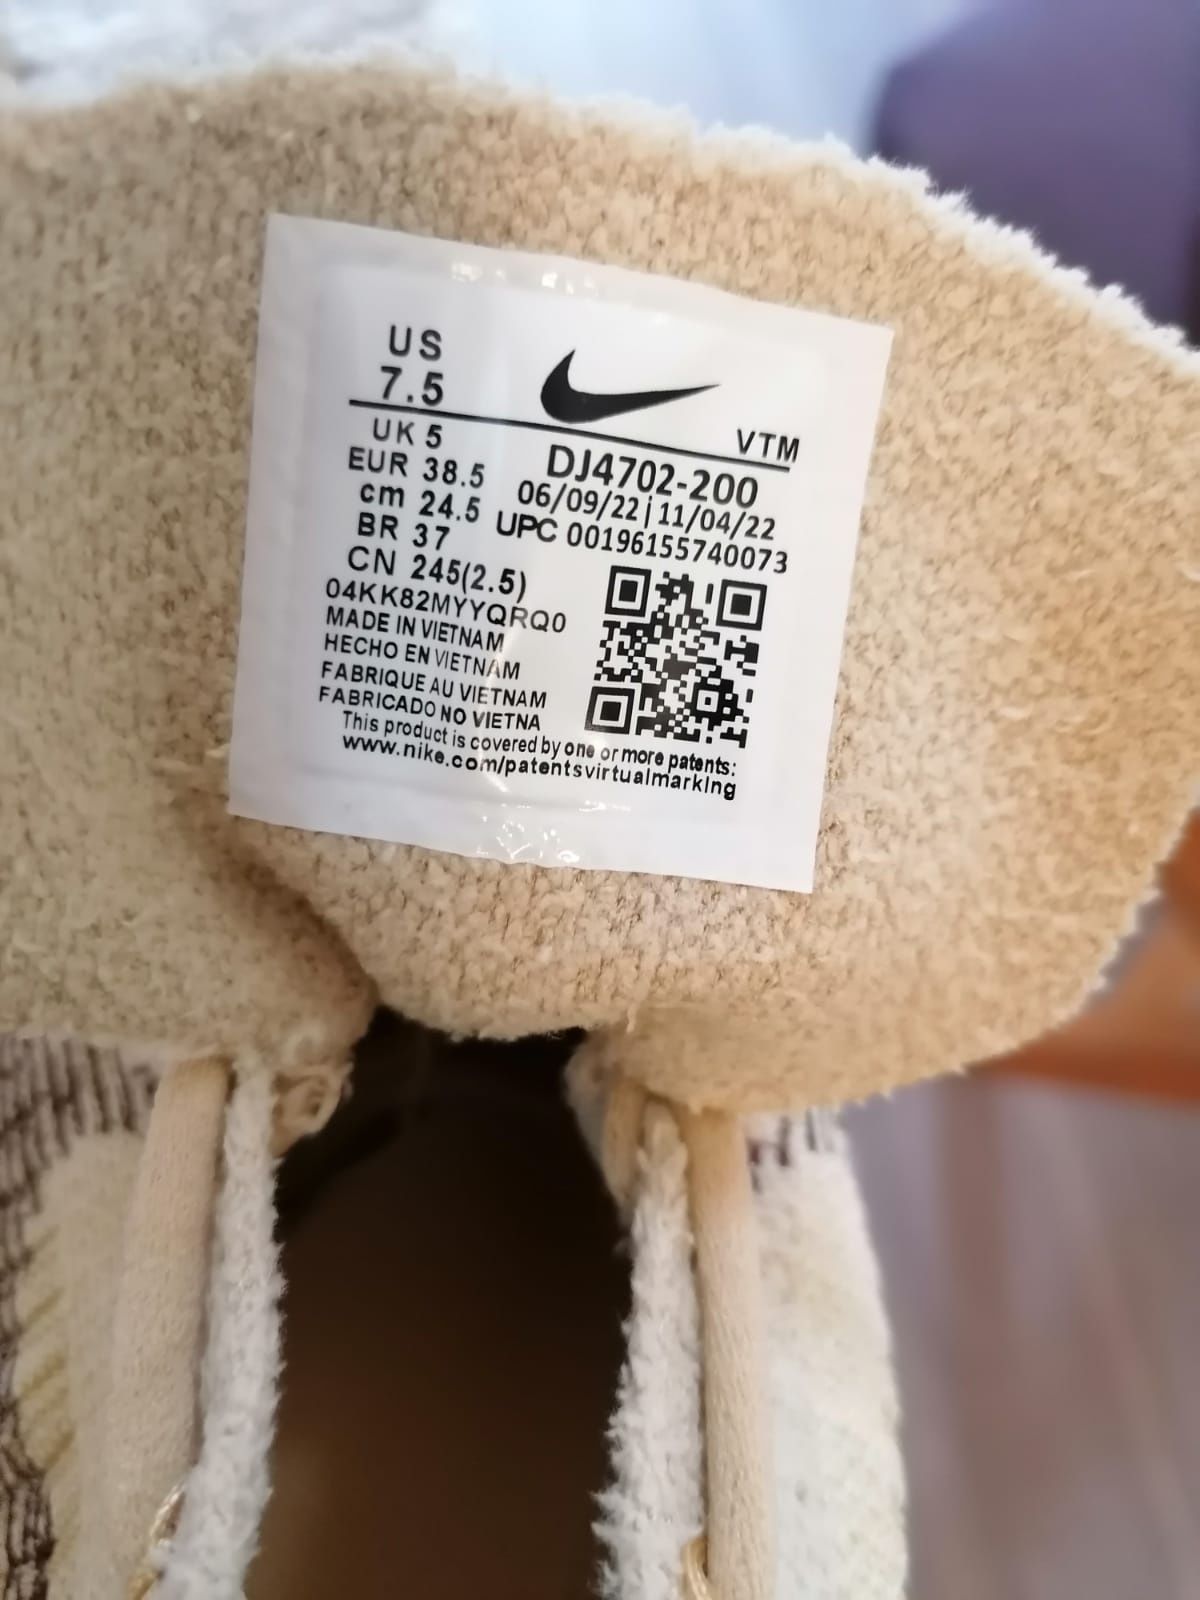 US
7.5
VTM
UK 5
EUR 38.5
cm 24.5
BR 37
CN 245(2.5)
DJ4702-200
06/09/22|11/04/22
UPC 00196155740073
04KK82MYYQRQ0
MADE IN VIETNAM
HECHO EN VIETNAM
FABRIQUE AU VIETNAM
FABRICADO NO VIETNA
This product is covered by one or more patents:
www.nike.com/patentsvirtualmarking